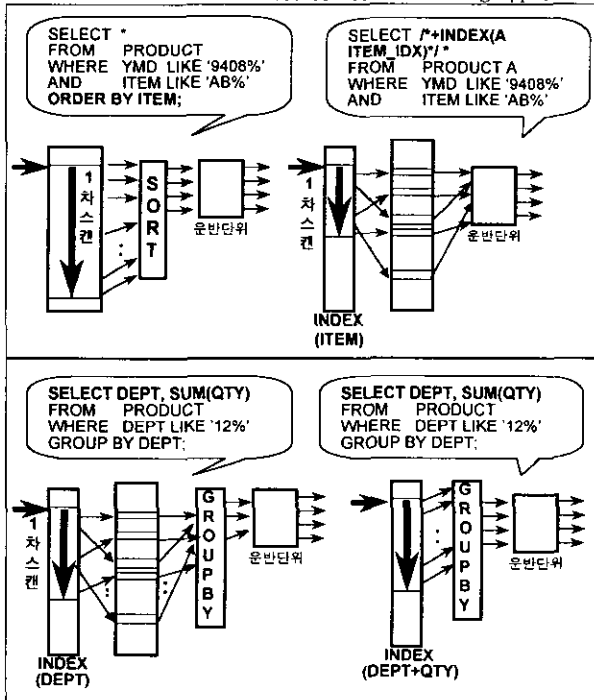 SELECT *
FROM PRODUCT
WHERE YMD LIKE '9408%'
AND ITEM LIKE 'AB%'
ORDER BY ITEM;
SELECT /*+INDEX(A
ITEM_IDX)*/ *
FROM PRODUCT A
WHERE YMD LIKE '9408%'
AND ITEM LIKE 'AB%'
1차스캔
SORT
운반단위
1차스캔
운반단위
INDEX
(ITEM)
SELECT DEPT, SUM(QTY)
FROM PRODUCT
WHERE DEPT LIKE '12%'
GROUP BY DEPT;
SELECT DEPT, SUM(QTY)
FROM PRODUCT
WHERE DEPT LIKE '12%'
GROUP BY DEPT;
1차스캔
GROUPBY
운반단위
INDEX
(DEPT)
GROUPBY
운반단위
INDEX
(DEPT+QTY)